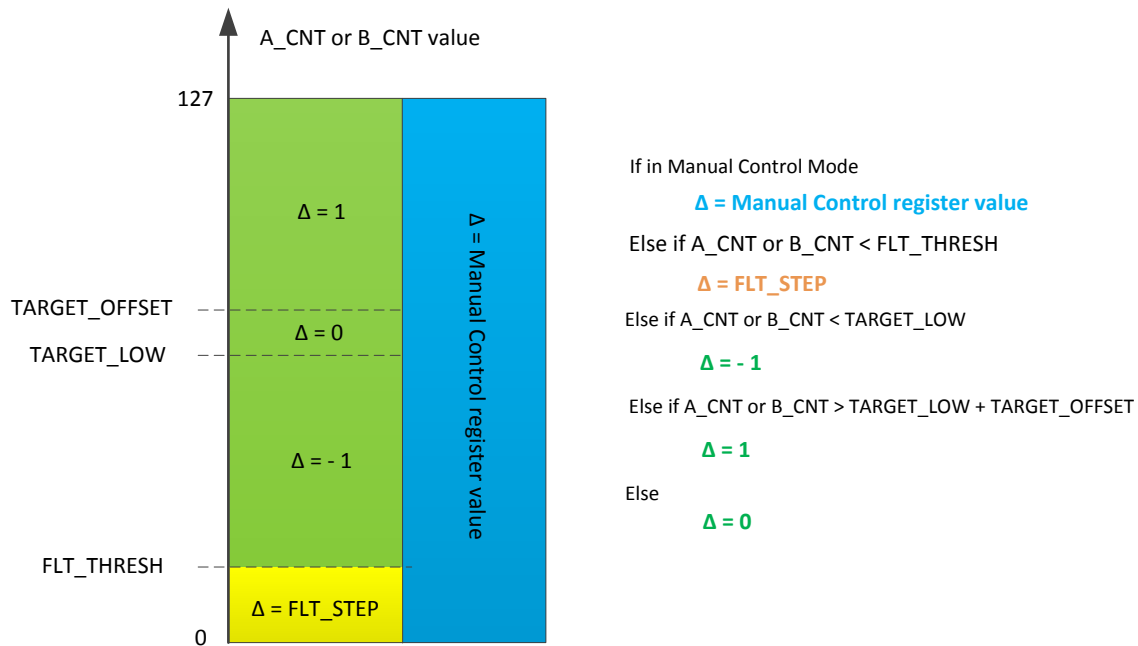 A_CNT or B_CNT value
127
Δ = 1
TARGET_OFFSET
Δ = 0
TARGET_LOW
Δ = - 1
FLT_THRESH
Δ = FLT_STEP
0
Δ = Manual Control register value
If in Manual Control Mode
Δ = Manual Control register value
Else if A_CNT or B_CNT < FLT_THRESH
Δ = FLT_STEP
Else if A_CNT or B_CNT < TARGET_LOW
Δ = - 1
Else if A_CNT or B_CNT > TARGET_LOW + TARGET_OFFSET
Δ = 1
Else
Δ = 0